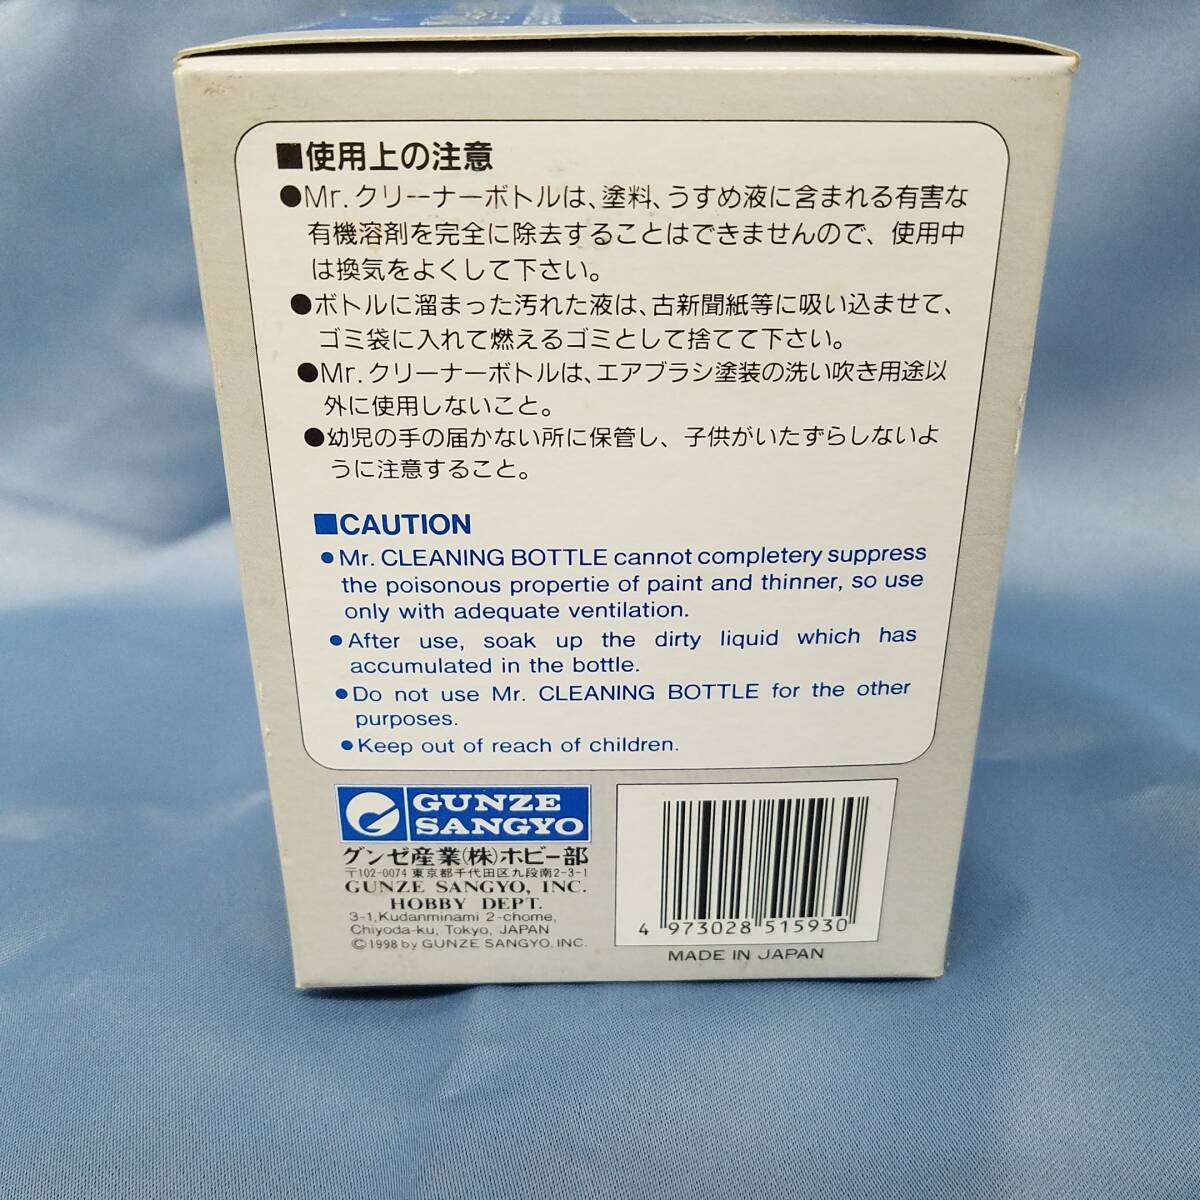 ■使用上の注意
●Mr.クリーナーボトルは、塗料、うすめ液に含まれる有害な
有機溶剤を完全に除去することはできませんので、使用中
は換気をよくして下さい。
●ボトルに溜まった汚れた液は、古新聞紙等に吸い込ませて、
ゴミ袋に入れて燃えるゴミとして捨てて下さい。
●Mr.クリーナーボトルは、エアブラシ塗装の洗い吹き用途以
外に使用しないこと。
●幼児の手の届かない所に保管し、子供がいたずらしないよ
うに注意すること。
■CAUTION
●Mr. CLEANING BOTTLE cannot completery suppress
the poisonous propertie of paint and thinner, so use
only with adequate ventilation.
●After use, soak up the dirty liquid which has
accumulated in the bottle.
●Do not use Mr. CLEANING BOTTLE for the other
purposes.
●Keep out of reach of children.
GUNZE
SANGYO
グンゼ産業(株)ホビー部
〒102-0074 東京都千代田区九段南2-3-1
GUNZE SANGYO, INC.
HOBBY DEPT.
3-1,Kudanminami 2-chome,
Chiyoda-ku, Tokyo, JAPAN
©1998 by GUNZE SANGYO, INC.
4 973028 515930
MADE IN JAPAN